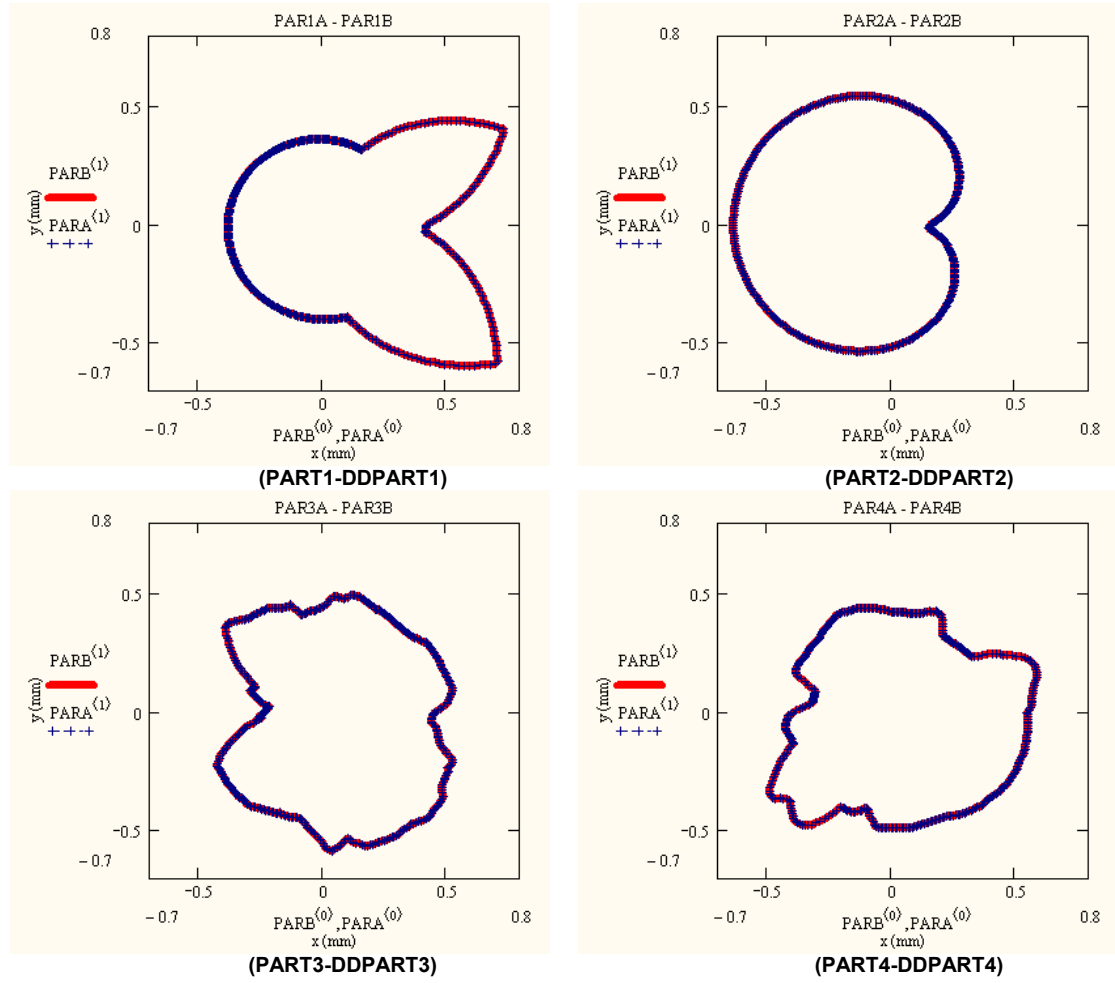 PAR1A - PAR1B
0.8
0.5
PARB⟨1⟩
y (mm)
PARA⟨1⟩
0
−0.5
− 0.7
−0.5 0 0.5
− 0.7 PARB⟨0⟩,PARA⟨0⟩ 0.8
x (mm)
(PART1-DDPART1)
PAR2A - PAR2B
0.8
0.5
PARB⟨1⟩
y (mm)
PARA⟨1⟩
0
−0.5
− 0.7
−0.5 0 0.5
− 0.7 PARB⟨0⟩,PARA⟨0⟩ 0.8
x (mm)
(PART2-DDPART2)
PAR3A - PAR3B
0.8
0.5
PARB⟨1⟩
y (mm)
PARA⟨1⟩
0
−0.5
− 0.7
−0.5 0 0.5
− 0.7 PARB⟨0⟩,PARA⟨0⟩ 0.8
x (mm)
(PART3-DDPART3)
PAR4A - PAR4B
0.8
0.5
PARB⟨1⟩
y (mm)
PARA⟨1⟩
0
−0.5
− 0.7
−0.5 0 0.5
− 0.7 PARB⟨0⟩,PARA⟨0⟩ 0.8
x (mm)
(PART4-DDPART4)